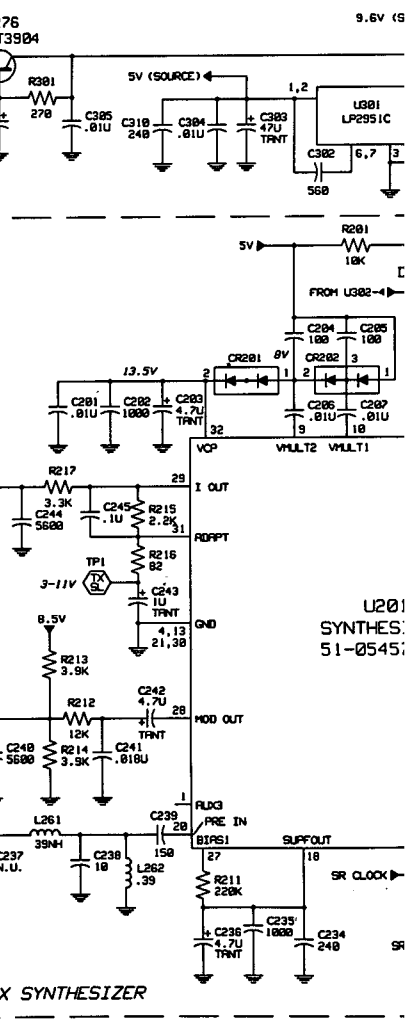 276
T3904
9.6V (S
R301
270
C305
.01U
5V (SOURCE)
C310
240
C304
.01U
C303
47U
TANT
1,2
U301
LP2951C
C302
560
6,7
3
5V
R201
10K
FROM U302-4
C204
100
C205
100
13.5V
2
CR201
1
8V
2
CR202
3
1
C201
.01U
C202
1000
C203
4.7U
TANT
C206
.01U
C207
.01U
32
9
10
VCP
VMULT2
VMULT1
R217
3.3K
29
I OUT
C244
5600
C245
.1U
R215
2.2K
31
ADAPT
R216
82
TP1
3-11V
TX
SL
C243
1U
TANT
GND
4,13
21,30
U201
SYNTHESI
51-05457
8.5V
R213
3.9K
R212
12K
C242
4.7U
TANT
28
MOD OUT
C240
5600
R214
3.9K
C241
.018U
1
AUX3
L261
39NH
C239
150
20
PRE IN
C237
N.U.
C238
10
L262
.39
BIAS1
27
SUPFOUT
18
R211
220K
SR CLOCK
C236
4.7U
TANT
C235
1000
C234
240
SR
X SYNTHESIZER